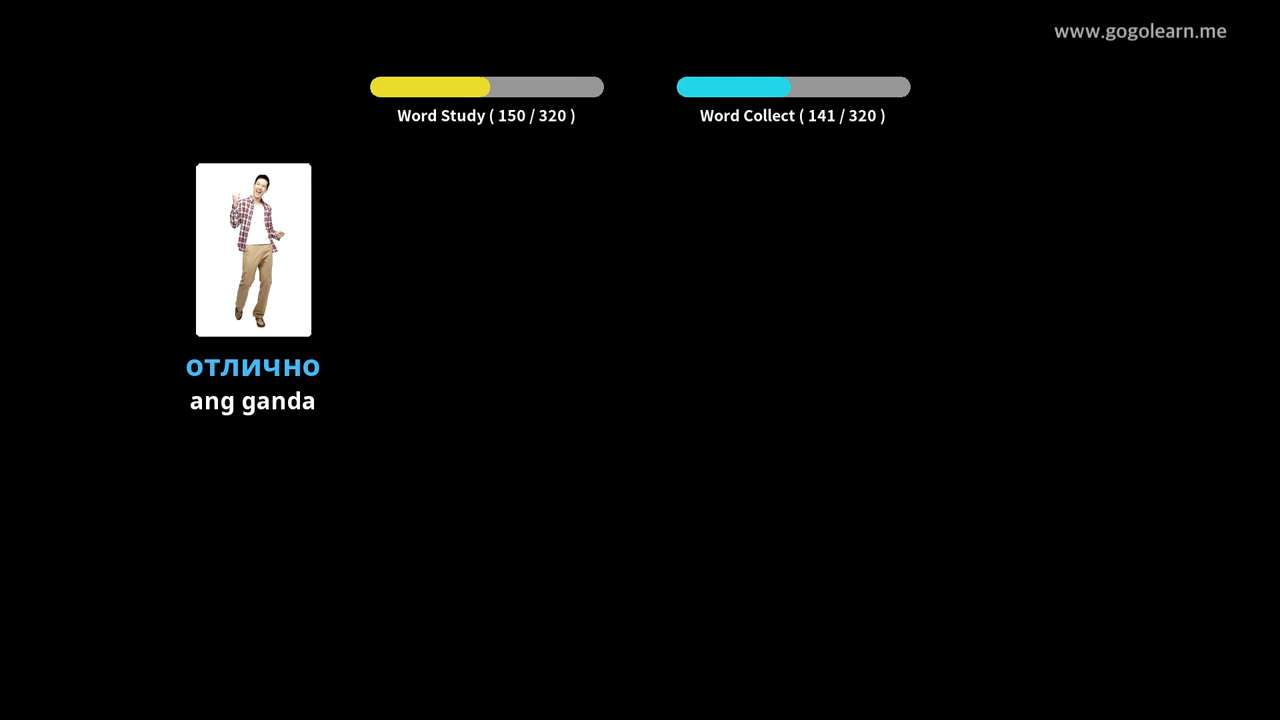 www.gogolearn.me
Word Study ( 150 / 320 )
Word Collect ( 141 / 320 )
отлично
ang ganda